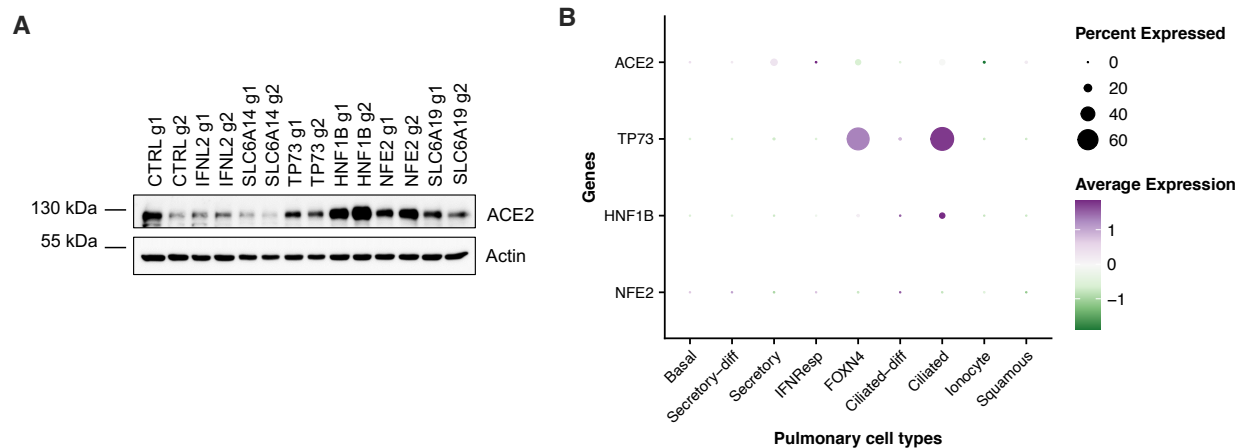 A
CTRL g1
CTRL g2
IFNL2 g1
IFNL2 g2
SLC6A14 g1
SLC6A14 g2
TP73 g1
TP73 g2
HNF1B g1
HNF1B g2
NFE2 g1
NFE2 g2
SLC6A19 g1
SLC6A19 g2
130 kDa
ACE2
55 kDa
Actin
B
Genes
ACE2
TP73
HNF1B
NFE2
Basal
Secretory−diff
Secretory
IFNResp
FOXN4
Ciliated−diff
Ciliated
Ionocyte
Squamous
Pulmonary cell types
Percent Expressed
0
20
40
60
Average Expression
1
0
−1